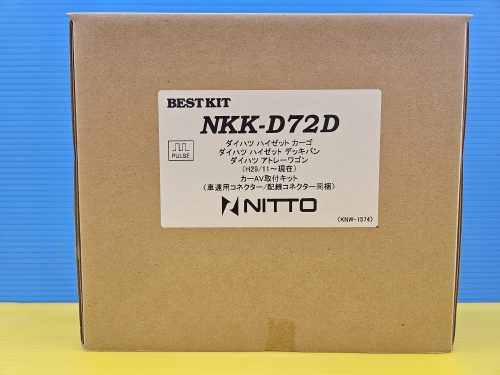 BESTKIT
NKK-D72D
PULSE
ダイハツ ハイゼット カーゴ
ダイハツ ハイゼット デッキバン
ダイハツ アトレーワゴン
(H29/11～現在)
カーAV取付キット
(車速用コネクター/配線コネクター同梱)
NITTO
(KNW-1574)